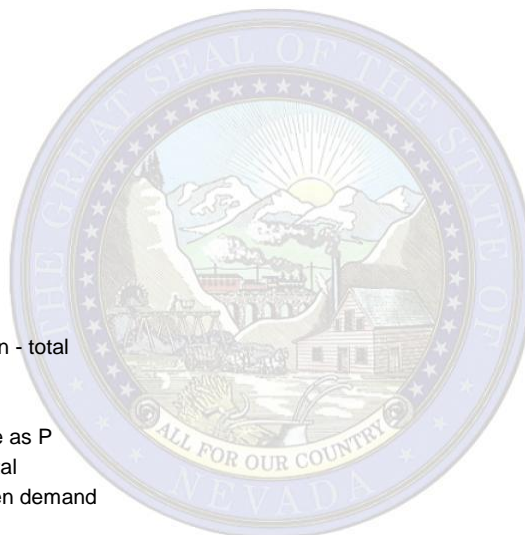 THE GREAT SEAL OF THE STATE OF
n - total
e as P
al
en demand
ALL FOR OUR COUNTRY
NEVADA